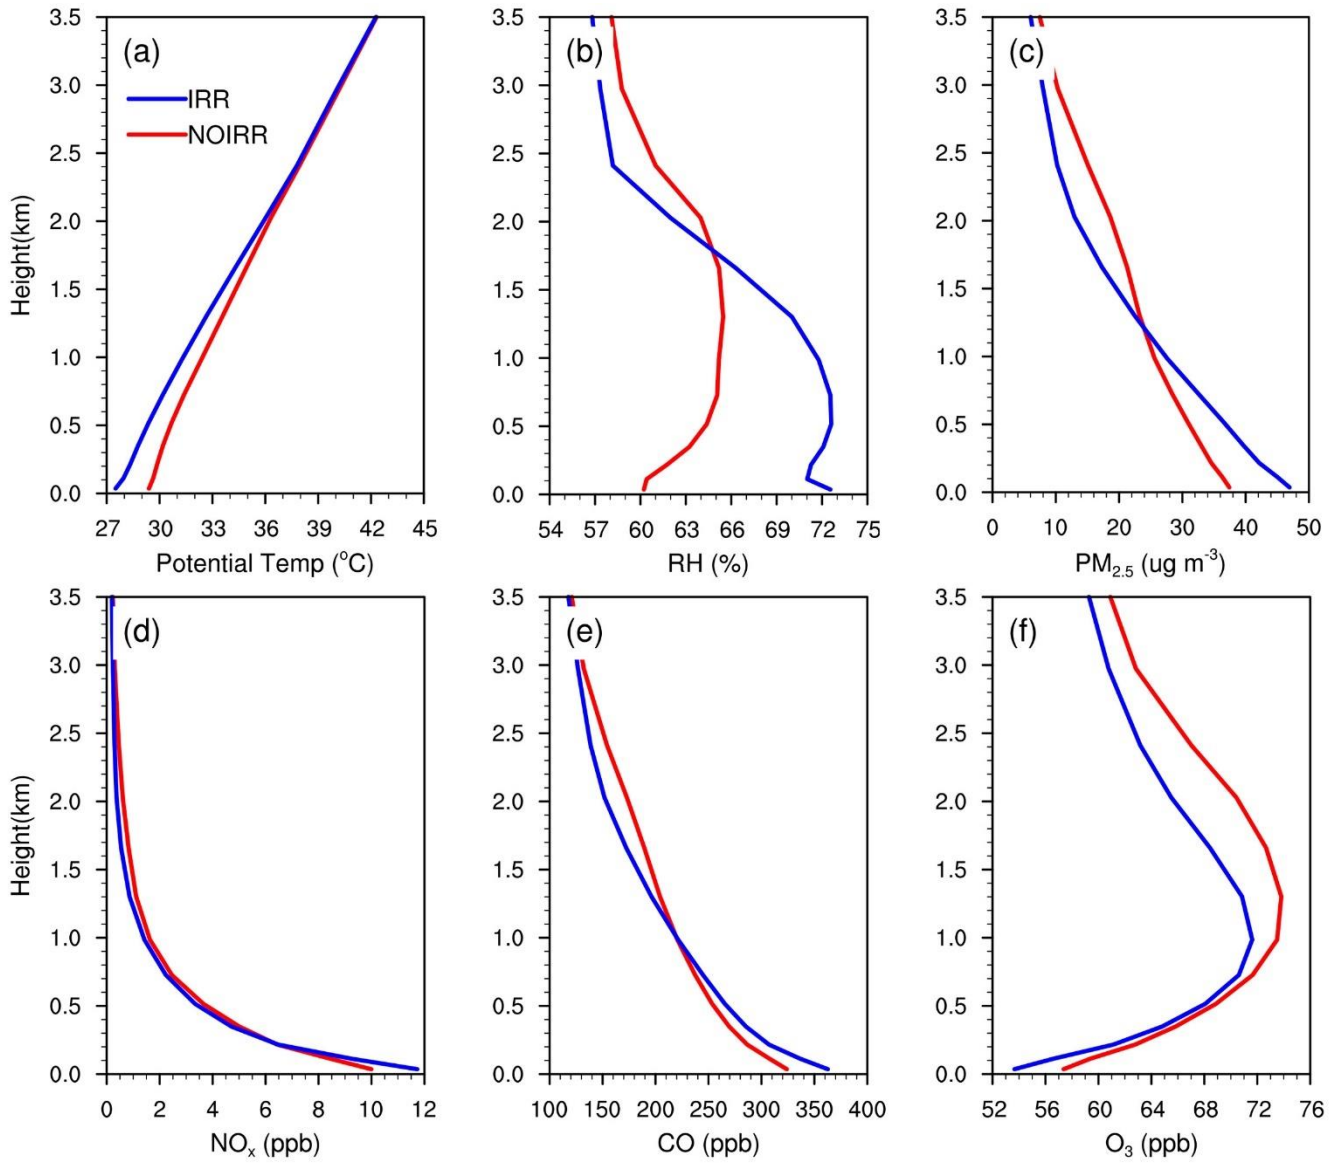 (a)
IRR
NOIRR
Height(km)
3.5
3.0
2.5
2.0
1.5
1.0
0.5
0.0
27 30 33 36 39 42 45
Potential Temp (°C)
(b)
3.5
3.0
2.5
2.0
1.5
1.0
0.5
0.0
54 57 60 63 66 69 72 75
RH (%)
(c)
3.5
3.0
2.5
2.0
1.5
1.0
0.5
0.0
0 10 20 30 40 50
PM₂.₅ (ug m⁻³)
(d)
Height(km)
3.5
3.0
2.5
2.0
1.5
1.0
0.5
0.0
0 2 4 6 8 10 12
NOₓ (ppb)
(e)
3.5
3.0
2.5
2.0
1.5
1.0
0.5
0.0
100 150 200 250 300 350 400
CO (ppb)
(f)
3.5
3.0
2.5
2.0
1.5
1.0
0.5
0.0
52 56 60 64 68 72 76
O₃ (ppb)